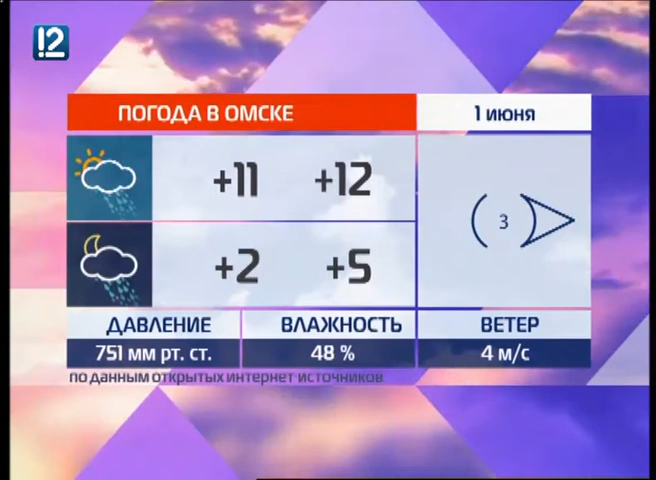 12
ПОГОДА В ОМСКЕ
1 июня
+11 +12
3
+2 +5
ДАВЛЕНИЕ ВЛАЖНОСТЬ ВЕТЕР
751 мм рт. ст. 48 % 4 м/с
по данным открытых интернет источников